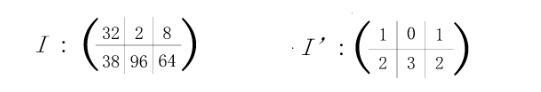 I : ( 32 2 8 ) I' : ( 1 0 1 )
( 38 96 64 ) ( 2 3 2 )